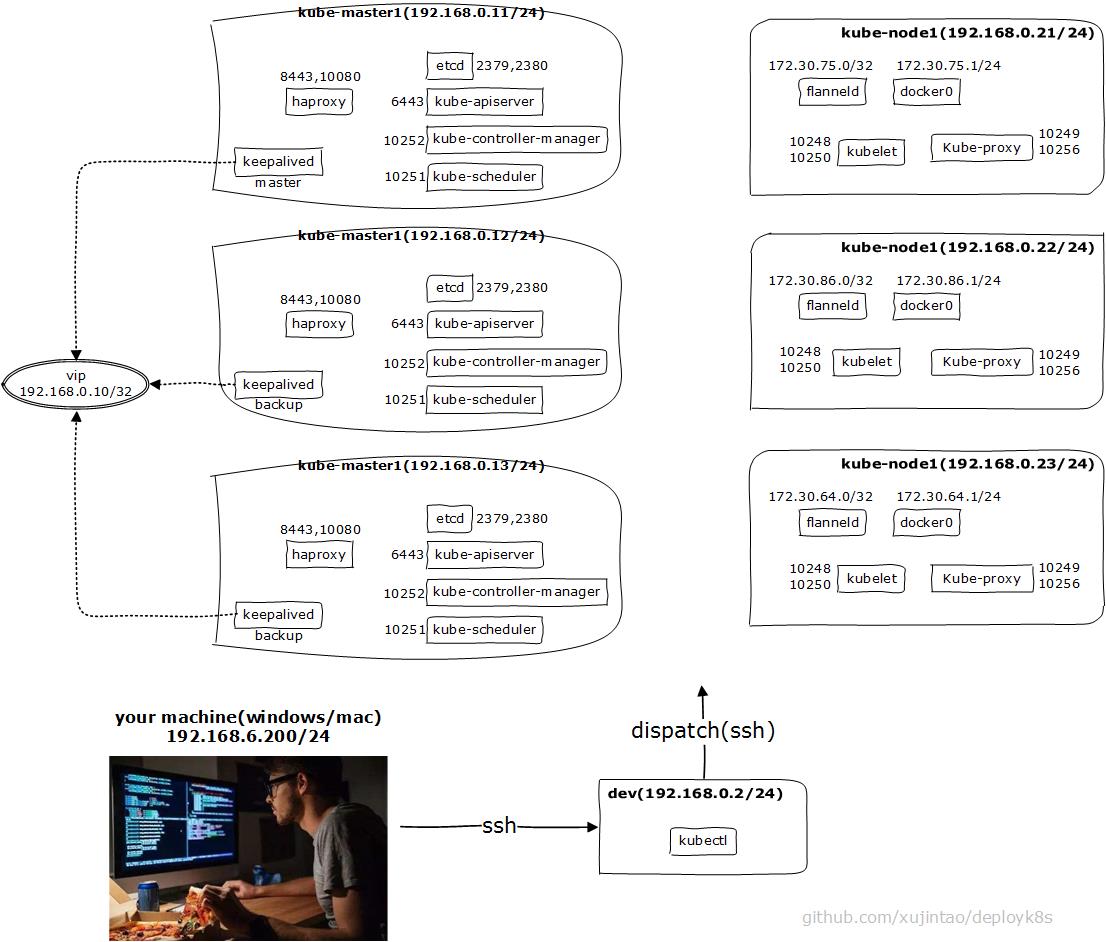 kube-master1(192.168.0.11/24)
etcd 2379,2380
8443,10080
haproxy
6443 kube-apiserver
10252 kube-controller-manager
keepalived
master
10251 kube-scheduler
kube-node1(192.168.0.21/24)
172.30.75.0/32 172.30.75.1/24
flanneld docker0
10248
10250
kubelet
Kube-proxy
10249
10256
kube-master1(192.168.0.12/24)
etcd 2379,2380
8443,10080
haproxy
6443 kube-apiserver
10252 kube-controller-manager
keepalived
backup
10251 kube-scheduler
kube-node1(192.168.0.22/24)
172.30.86.0/32 172.30.86.1/24
flanneld docker0
10248
10250
kubelet
Kube-proxy
10249
10256
vip
192.168.0.10/32
kube-master1(192.168.0.13/24)
etcd 2379,2380
8443,10080
haproxy
6443 kube-apiserver
10252 kube-controller-manager
keepalived
backup
10251 kube-scheduler
kube-node1(192.168.0.23/24)
172.30.64.0/32 172.30.64.1/24
flanneld docker0
10248
10250
kubelet
Kube-proxy
10249
10256
your machine(windows/mac)
192.168.6.200/24
ssh
dispatch(ssh)
dev(192.168.0.2/24)
kubectl
github.com/xujintao/deployk8s